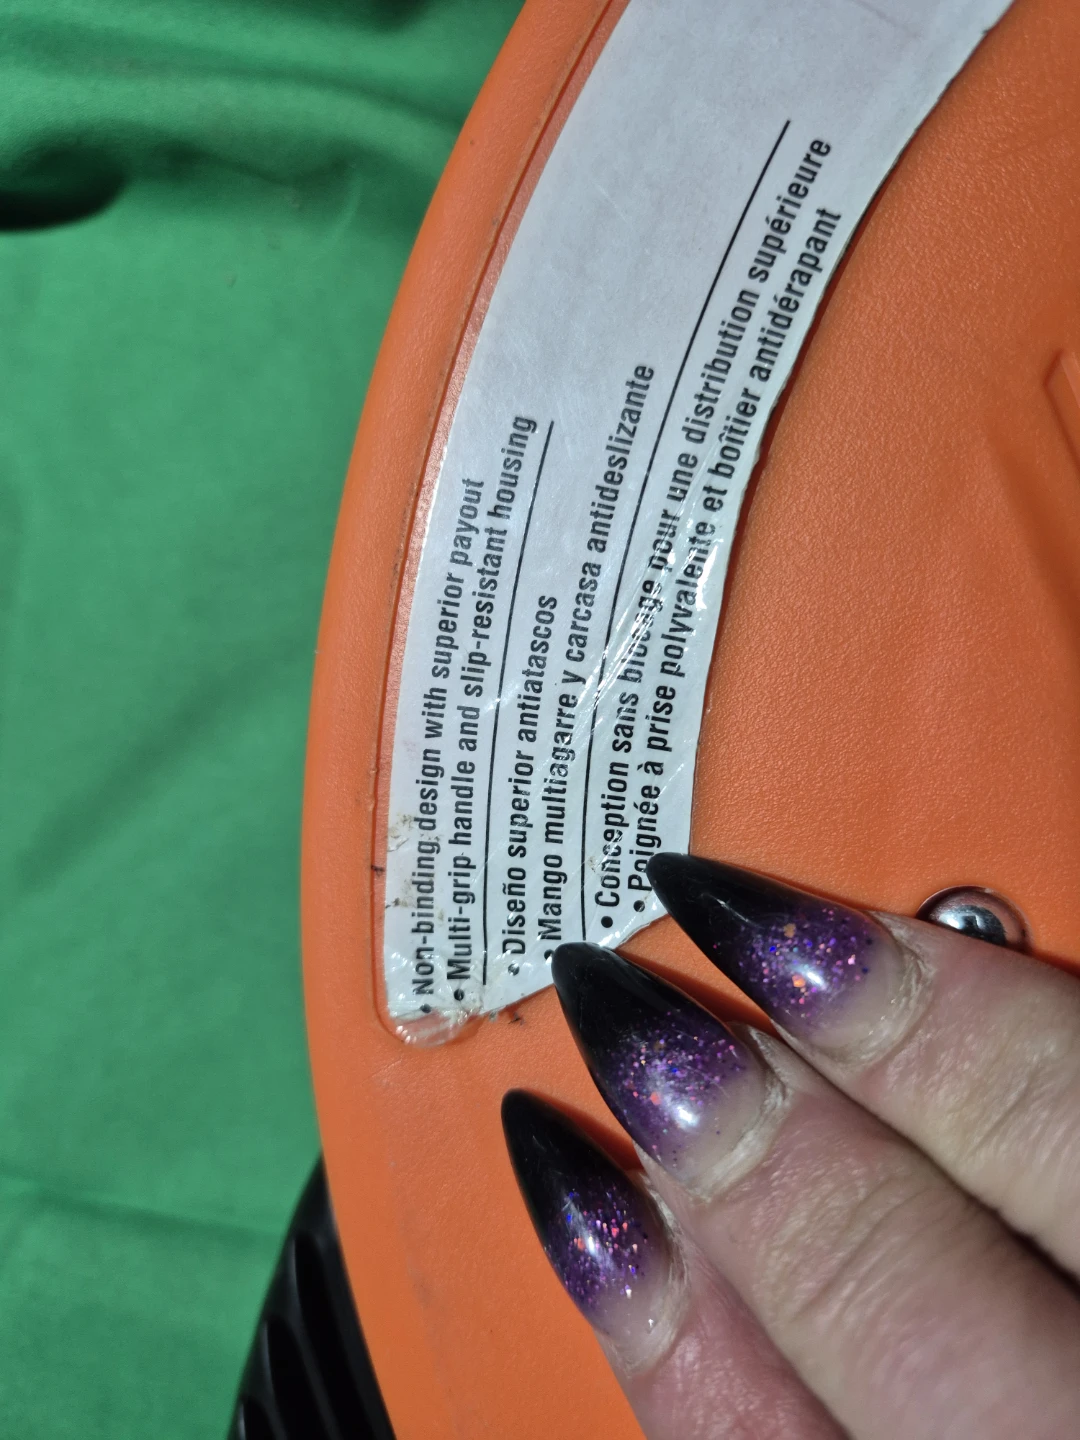 • Non-binding design with superior payout
• Multi-grip handle and slip-resistant housing
• Diseño superior antiatascos
• Mango multiagarre y carcasa antideslizante
• Conception sans blocage pour une distribution supérieure
• Poignée à prise polyvalente et boîtier antidérapant